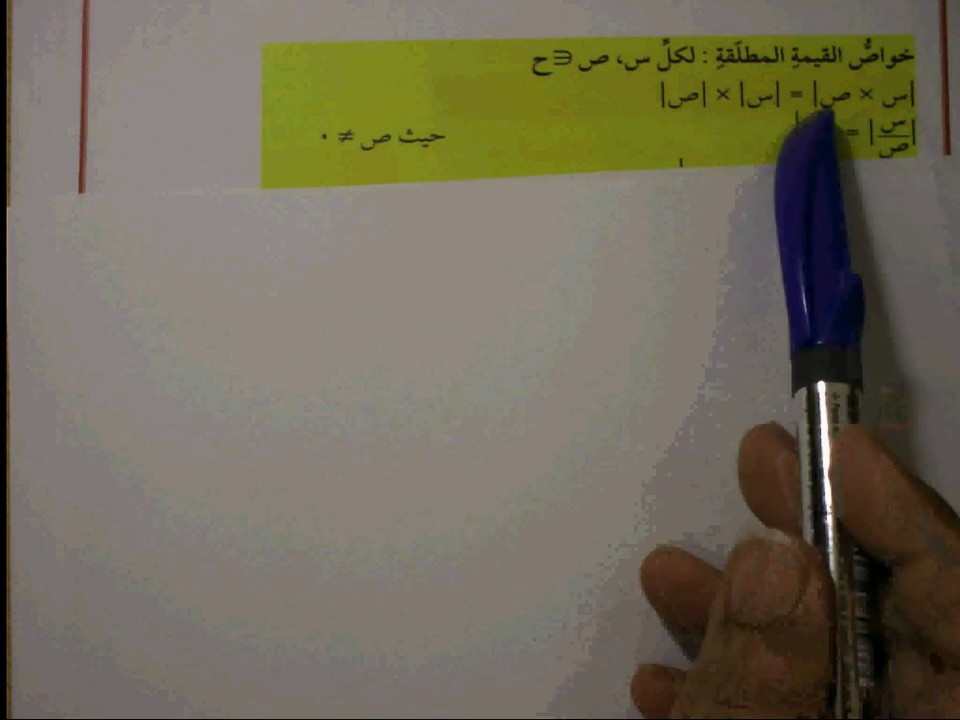 خواصُّ القيمةِ المطلَقةِ : لكلِّ س، ص ∈ ح
|س × ص| = |س| × |ص|
|س/ص| = حيث ص ≠ ٠